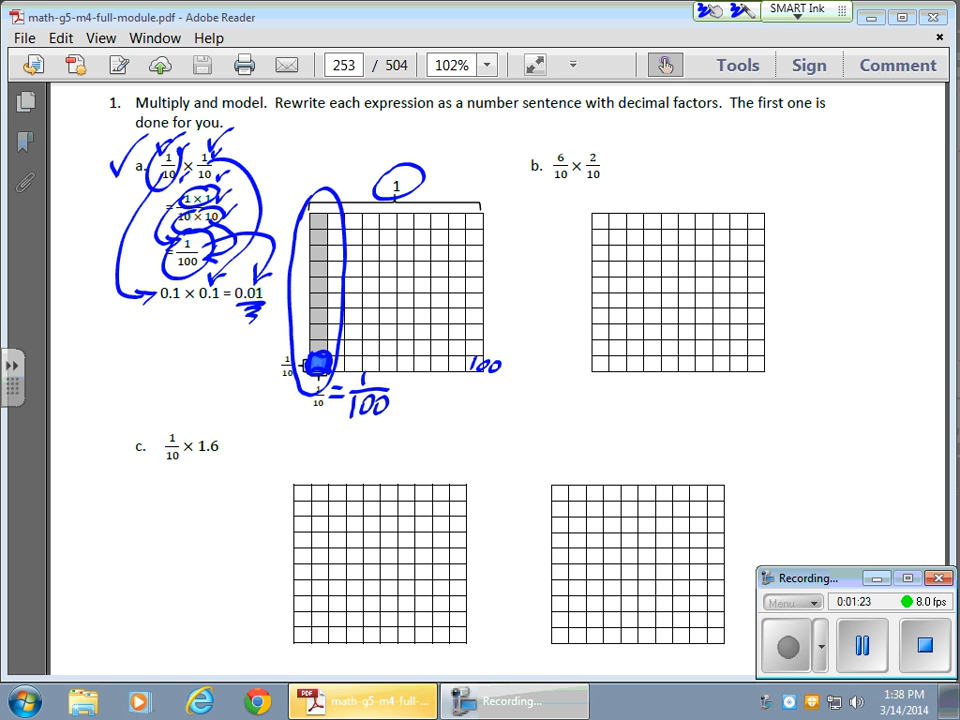 math-g5-m4-full-module.pdf - Adobe Reader
SMART Ink
File Edit View Window Help
253 / 504 102% Tools Sign Comment
1. Multiply and model. Rewrite each expression as a number sentence with decimal factors. The first one is
done for you.
a. 1/10 × 1/10
= 1 × 1 / 10 × 10
= 1/100
0.1 × 0.1 = 0.01
1
1/10
100
1/10 = 1/100
b. 6/10 × 2/10
c. 1/10 × 1.6
Recording...
Menu 0:01:23 8.0 fps
math-g5-m4-full-... Recording... 1:38 PM
3/14/2014